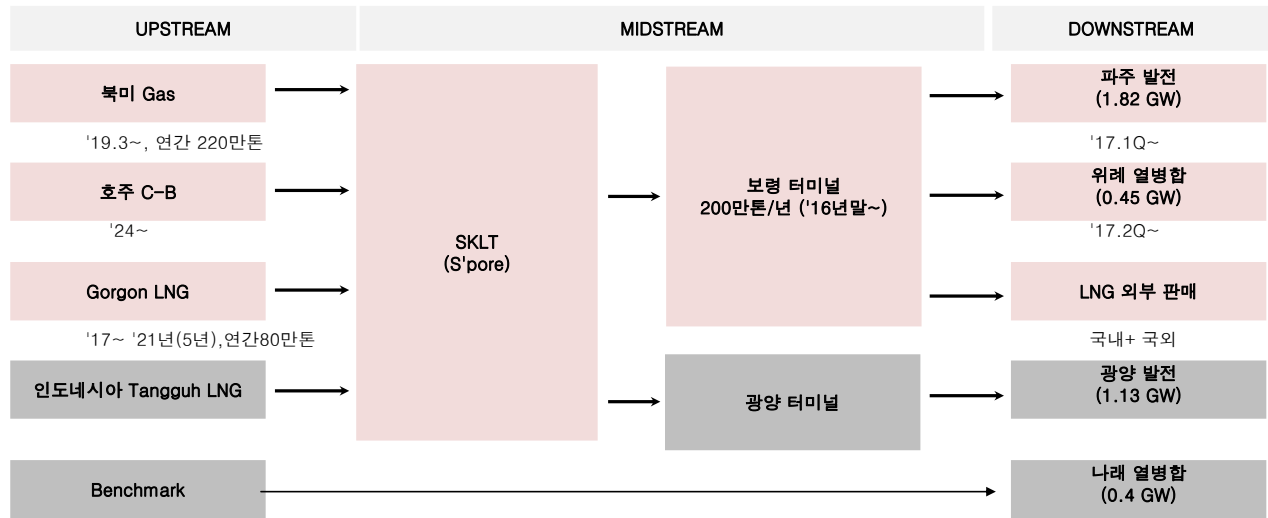 UPSTREAM
MIDSTREAM
DOWNSTREAM
북미 Gas
'19.3~, 연간 220만톤
호주 C-B
'24~
Gorgon LNG
'17~ '21년(5년),연간80만톤
인도네시아 Tangguh LNG
Benchmark
SKLT
(S'pore)
보령 터미널
200만톤/년 ('16년말~)
광양 터미널
파주 발전
(1.82 GW)
'17.1Q~
위례 열병합
(0.45 GW)
'17.2Q~
LNG 외부 판매
국내+ 국외
광양 발전
(1.13 GW)
나래 열병합
(0.4 GW)